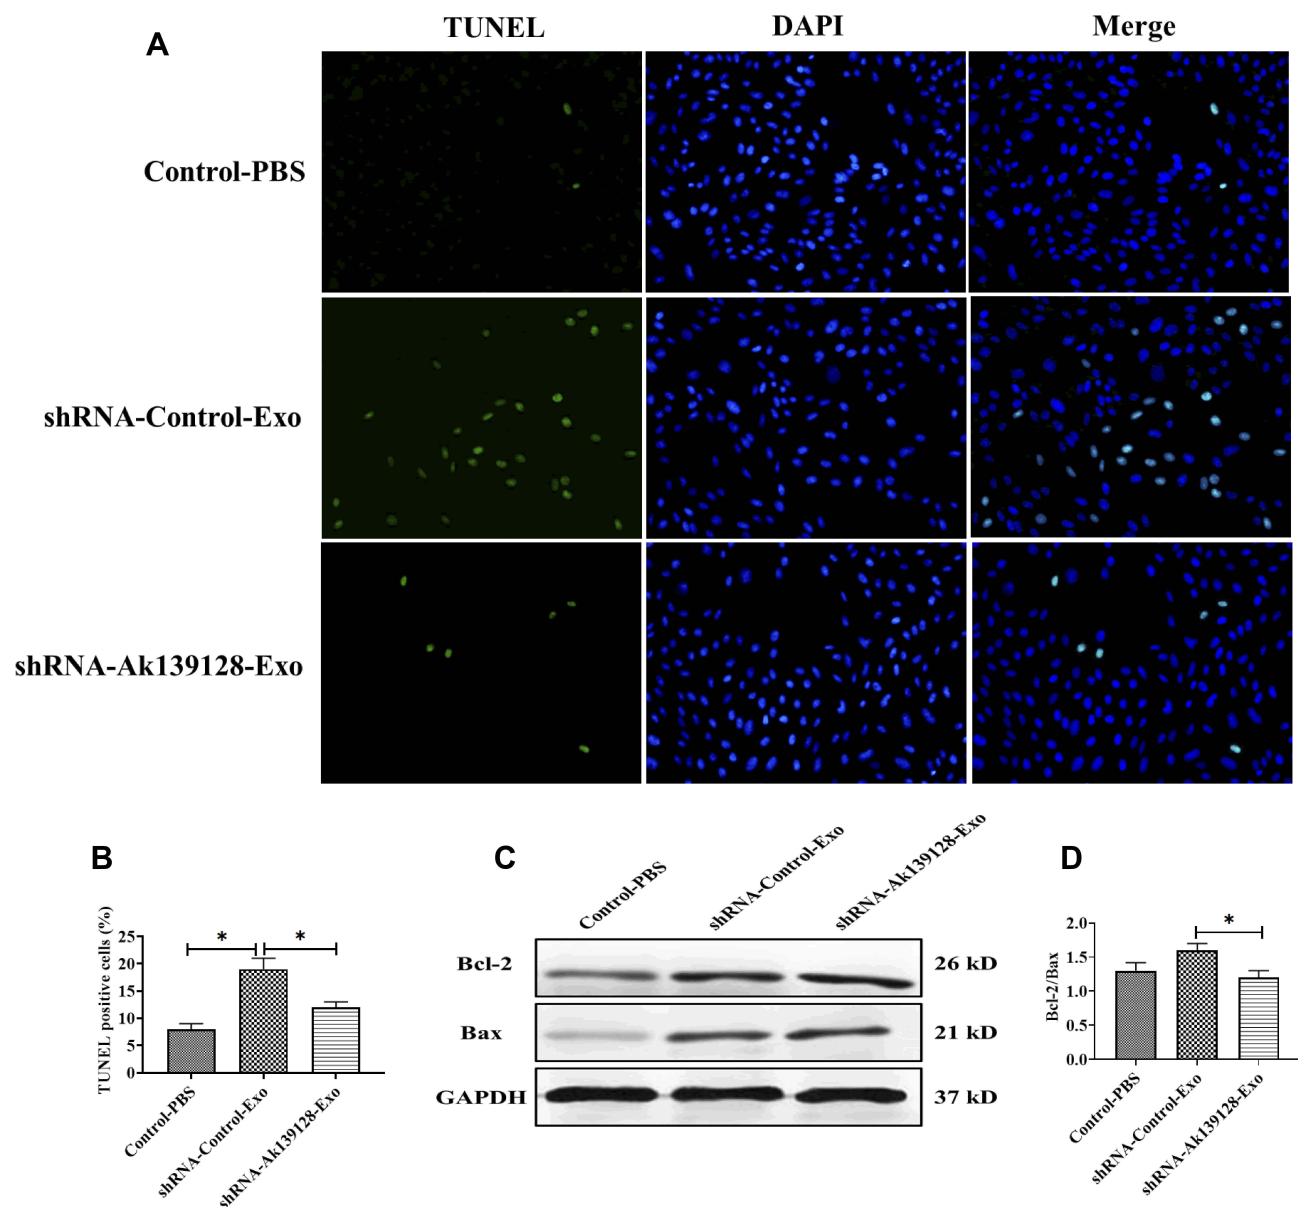 A
TUNEL
DAPI
Merge
Control-PBS
shRNA-Control-Exo
shRNA-Ak139128-Exo
B
TUNEL positive cells (%)
25
20
15
10
5
0
*
*
Control-PBS
shRNA-Control-Exo
shRNA-Ak139128-Exo
C
Control-PBS
shRNA-Control-Exo
shRNA-Ak139128-Exo
Bcl-2
26 kD
Bax
21 kD
GAPDH
37 kD
D
Bcl-2/Bax
2.0
1.5
1.0
0.5
0.0
*
Control-PBS
shRNA-Control-Exo
shRNA-Ak139128-Exo